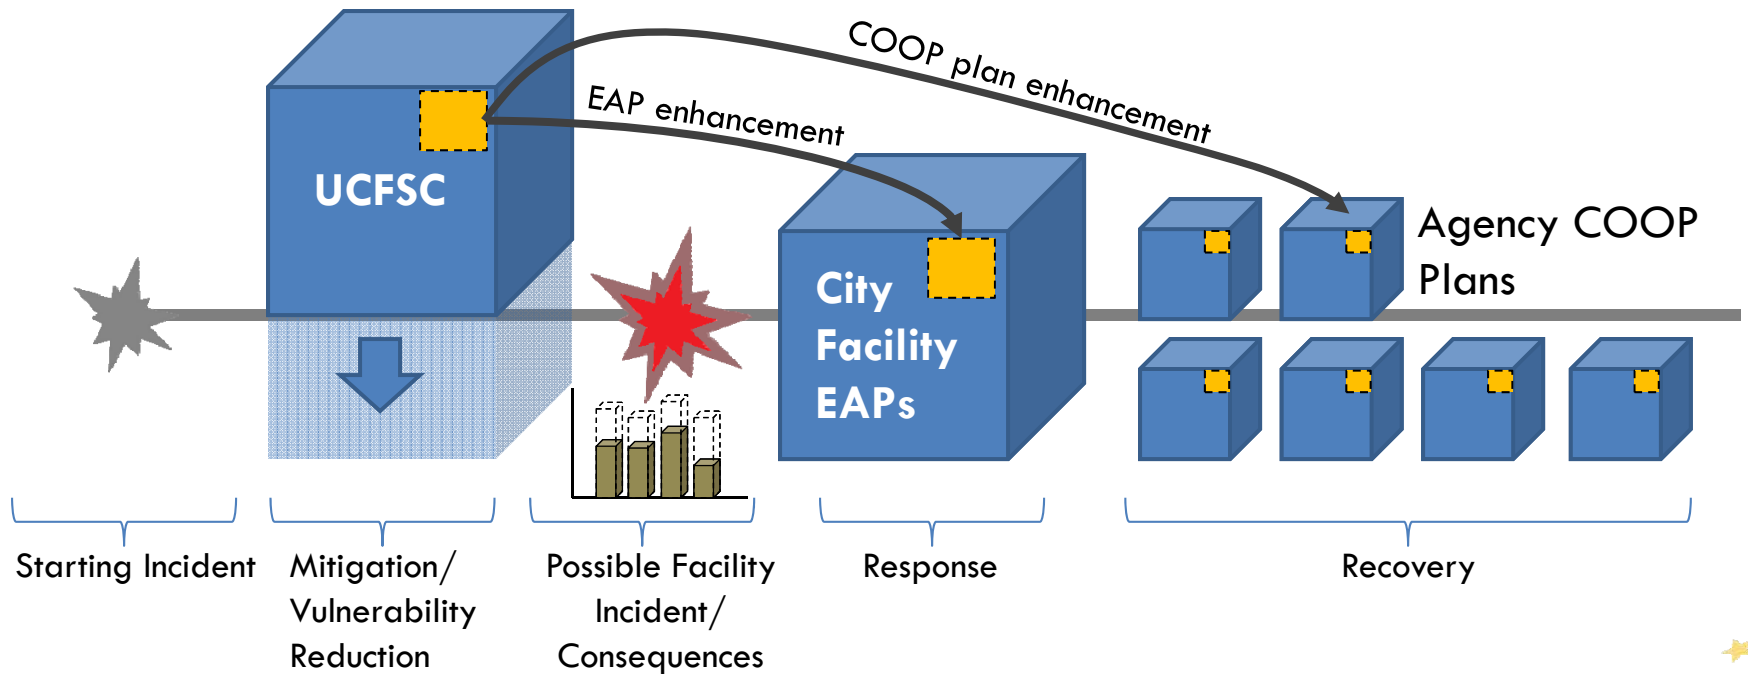 COOP plan enhancement
EAP enhancement
UCFSC
City
Facility
EAPs
Agency COOP
Plans
Starting Incident
Mitigation/
Vulnerability
Reduction
Possible Facility
Incident/
Consequences
Response
Recovery